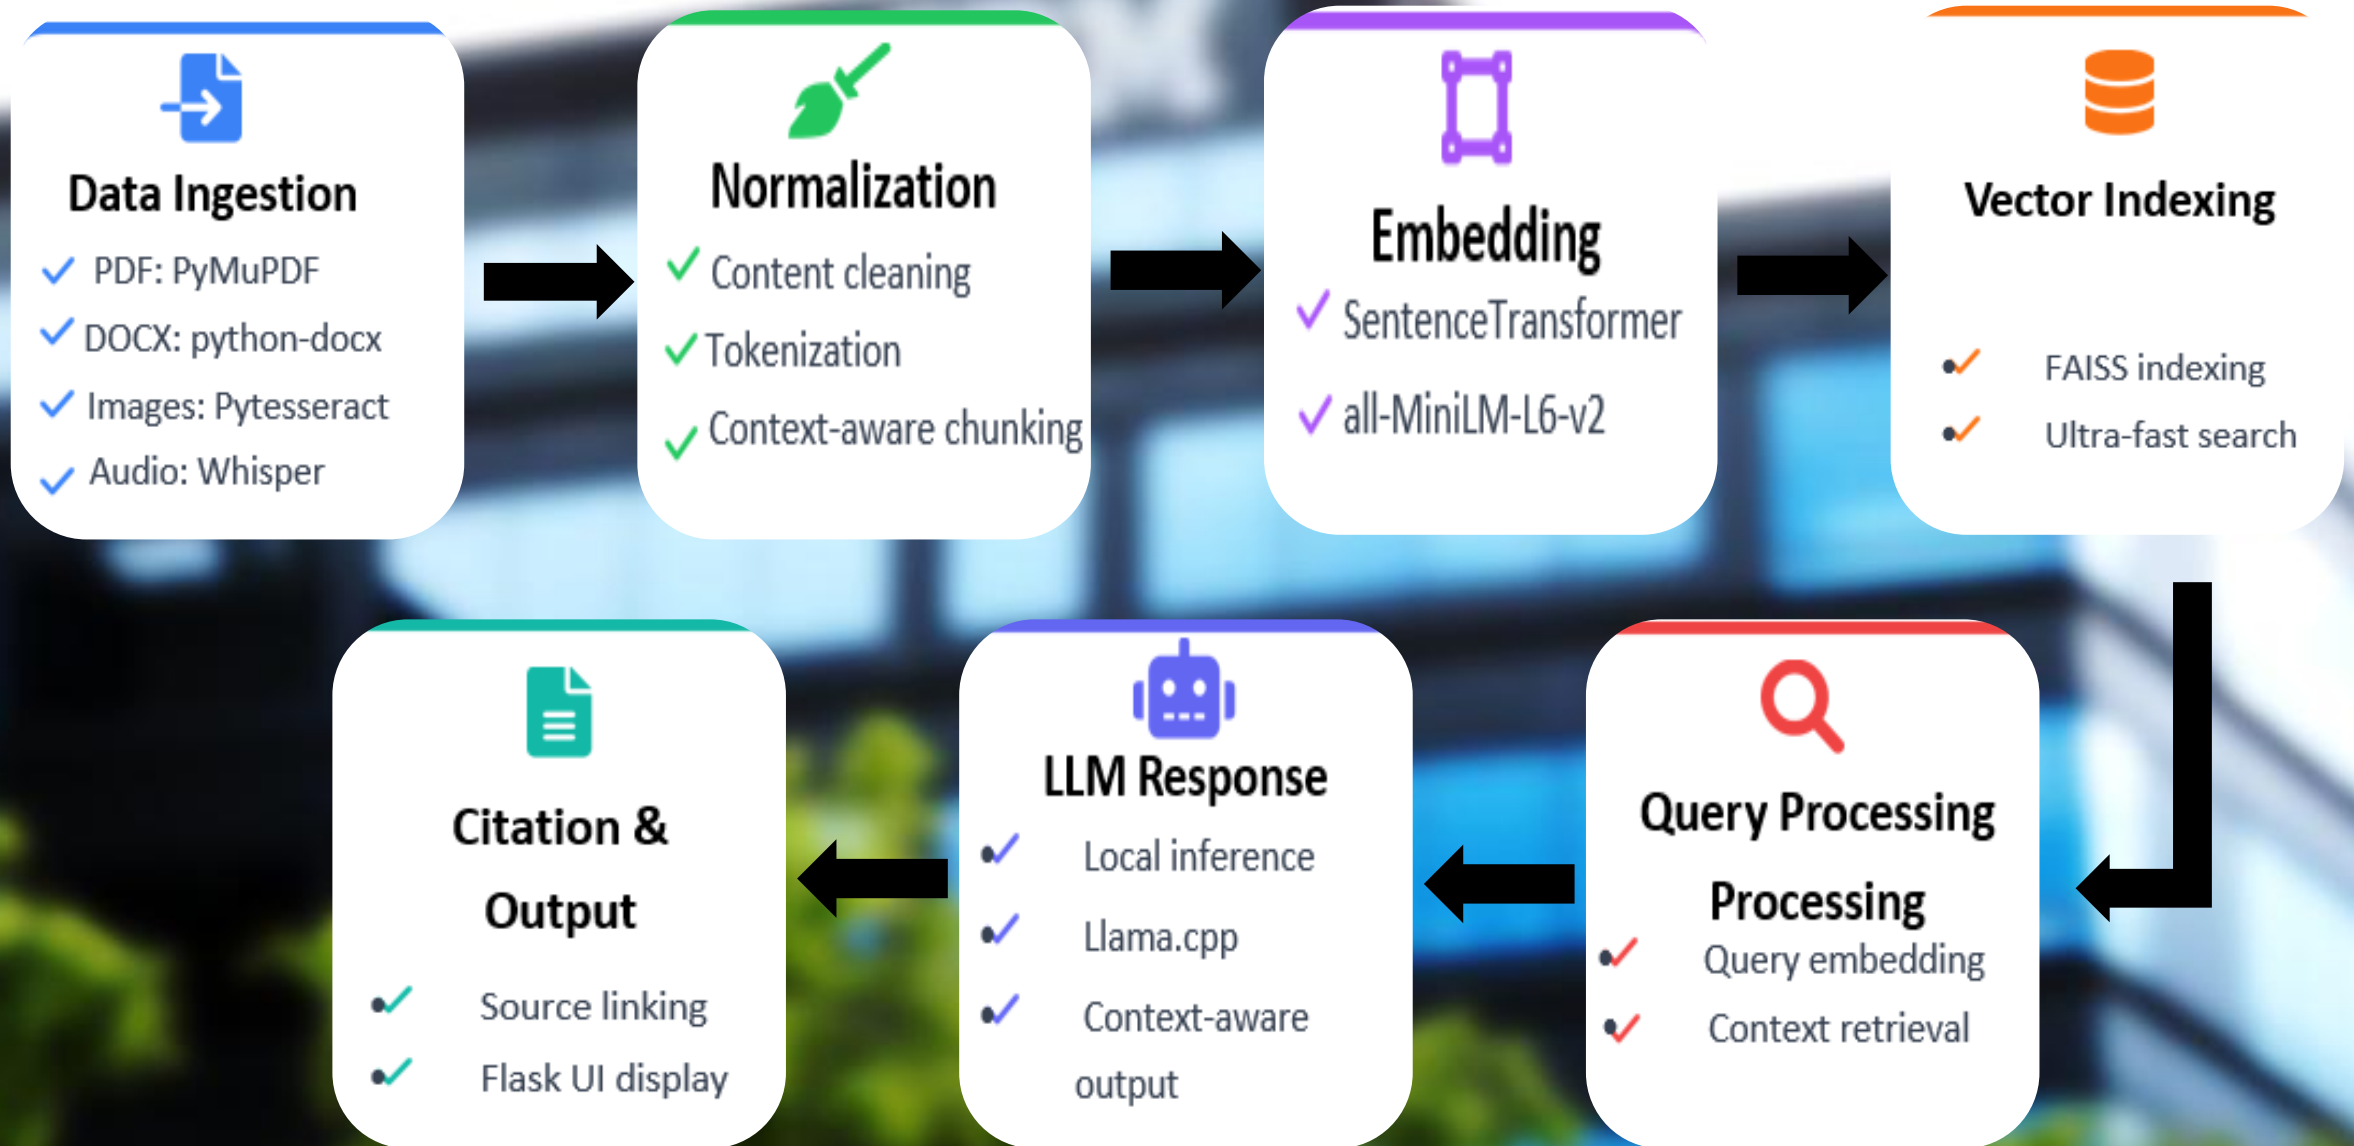 Data Ingestion
PDF: PyMuPDF
DOCX: python-docx
Images: Pytesseract
Audio: Whisper
Normalization
Content cleaning
Tokenization
Context-aware chunking
Embedding
SentenceTransformer
all-MiniLM-L6-v2
Vector Indexing
FAISS indexing
Ultra-fast search
Query Processing
Processing
Query embedding
Context retrieval
LLM Response
Local inference
Llama.cpp
Context-aware
output
Citation &
Output
Source linking
Flask UI display